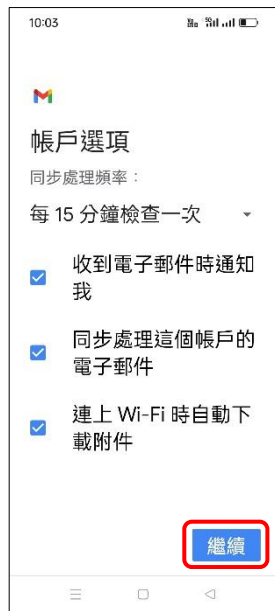 10:03
帳戶選項
同步處理頻率：
每 15 分鐘檢查一次
收到電子郵件時通知
我
同步處理這個帳戶的
電子郵件
連上 Wi-Fi 時自動下
載附件
繼續